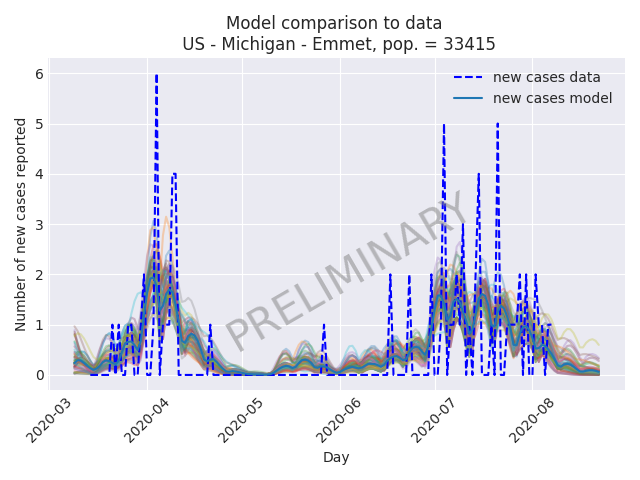 Model comparison to data
US - Michigan - Emmet, pop. = 33415
Number of new cases reported
6
5
4
3
2
1
0
new cases data
new cases model
PRELIMINARY
2020-03
2020-04
2020-05
2020-06
2020-07
2020-08
Day